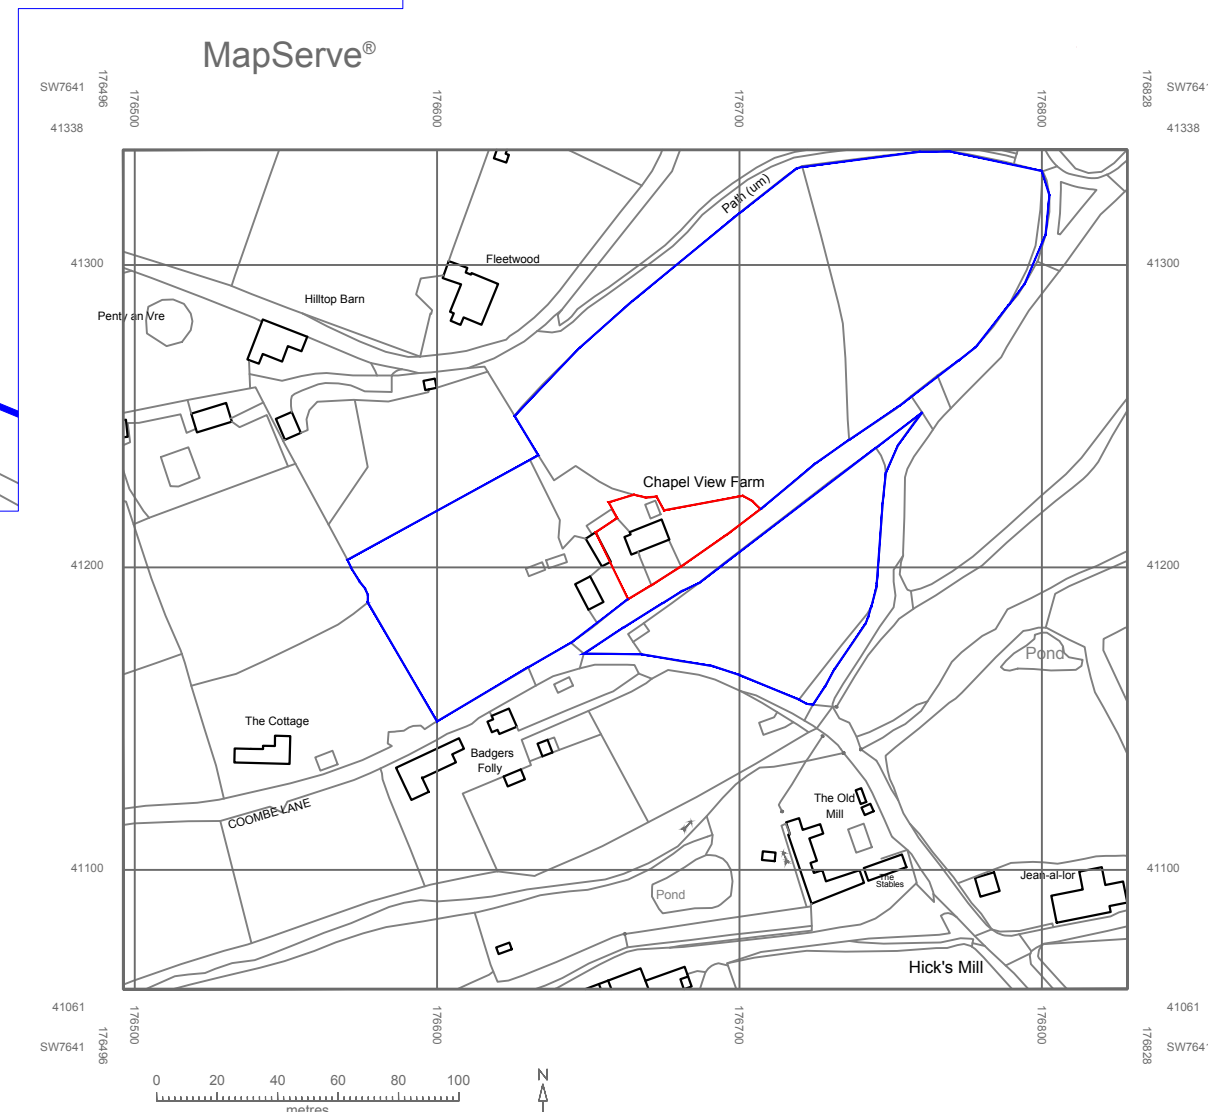 MapServe®
SW7641
176496
176500
176600
176700
176800
176828
SW7641
41338
41338
Path (um)
41300
41300
Fleetwood
Hilltop Barn
Penty an Vre
Chapel View Farm
41200
41200
Pond
The Cottage
Badgers
Folly
COOMBE LANE
The Old
Mill
41100
41100
The
Stables
Jean-al-lor
Pond
Hick's Mill
41061
41061
SW7641
176496
176500
176600
176700
176800
176828
SW7641
0 20 40 60 80 100
metres
N